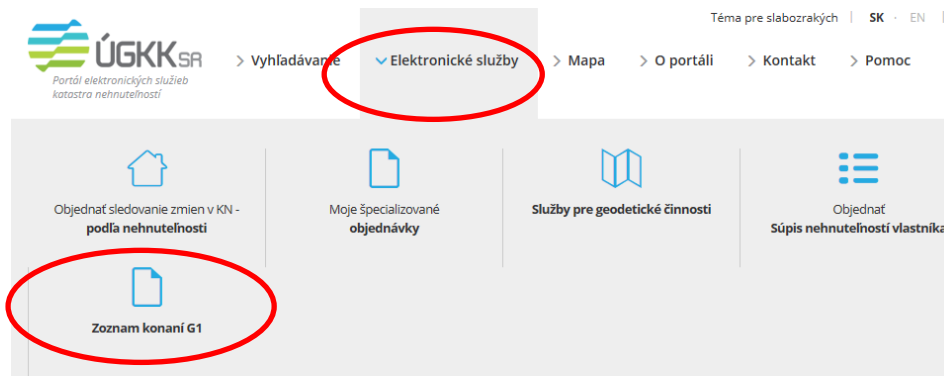 Téma pre slabozrakých | SK · EN |
ÚGKK SR
Portál elektronických služieb
katastra nehnuteľností
Vyhľadávanie
Elektronické služby
Mapa
O portáli
Kontakt
Pomoc
Objednať sledovanie zmien v KN -
podľa nehnuteľnosti
Moje špecializované
objednávky
Služby pre geodetické činnosti
Objednať
Súpis nehnuteľností vlastníka
Zoznam konaní G1